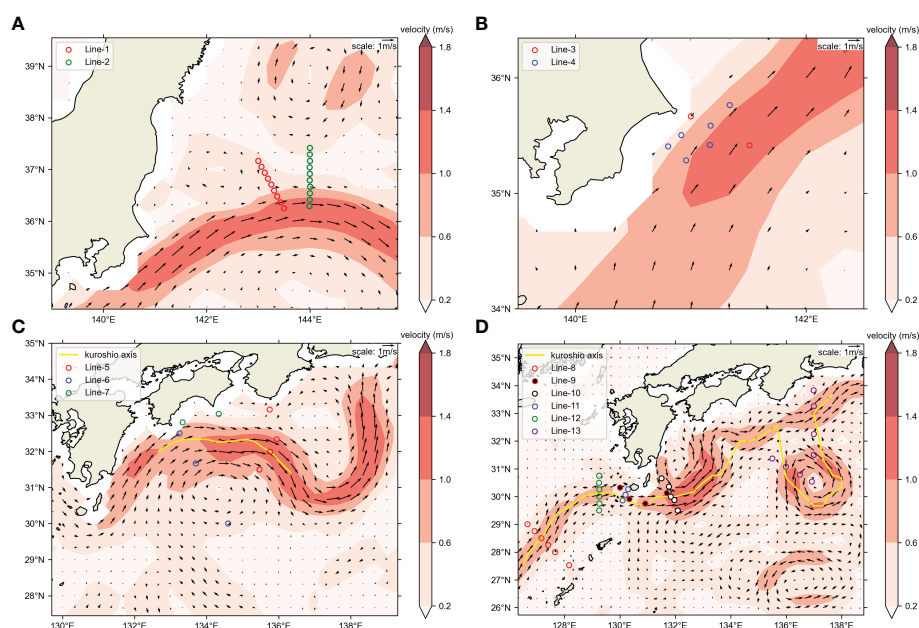 A
velocity (m/s)
Line-1
Line-2
scale: 1m/s
39°N
38°N
37°N
36°N
35°N
140°E
142°E
144°E
1.8
1.4
1.0
0.6
0.2
B
velocity (m/s)
Line-3
Line-4
scale: 1m/s
36°N
35°N
34°N
140°E
142°E
1.8
1.4
1.0
0.6
0.2
C
velocity (m/s)
kuroshio axis
Line-5
Line-6
Line-7
scale: 1m/s
35°N
34°N
33°N
32°N
31°N
30°N
29°N
28°N
130°E
134°E
138°E
1.8
1.4
1.0
0.6
0.2
D
velocity (m/s)
kuroshio axis
Line-8
Line-9
Line-10
Line-11
Line-12
Line-13
scale: 1m/s
35°N
34°N
33°N
32°N
31°N
30°N
29°N
28°N
27°N
26°N
128°E
130°E
132°E
134°E
136°E
138°E
1.8
1.4
1.0
0.6
0.2